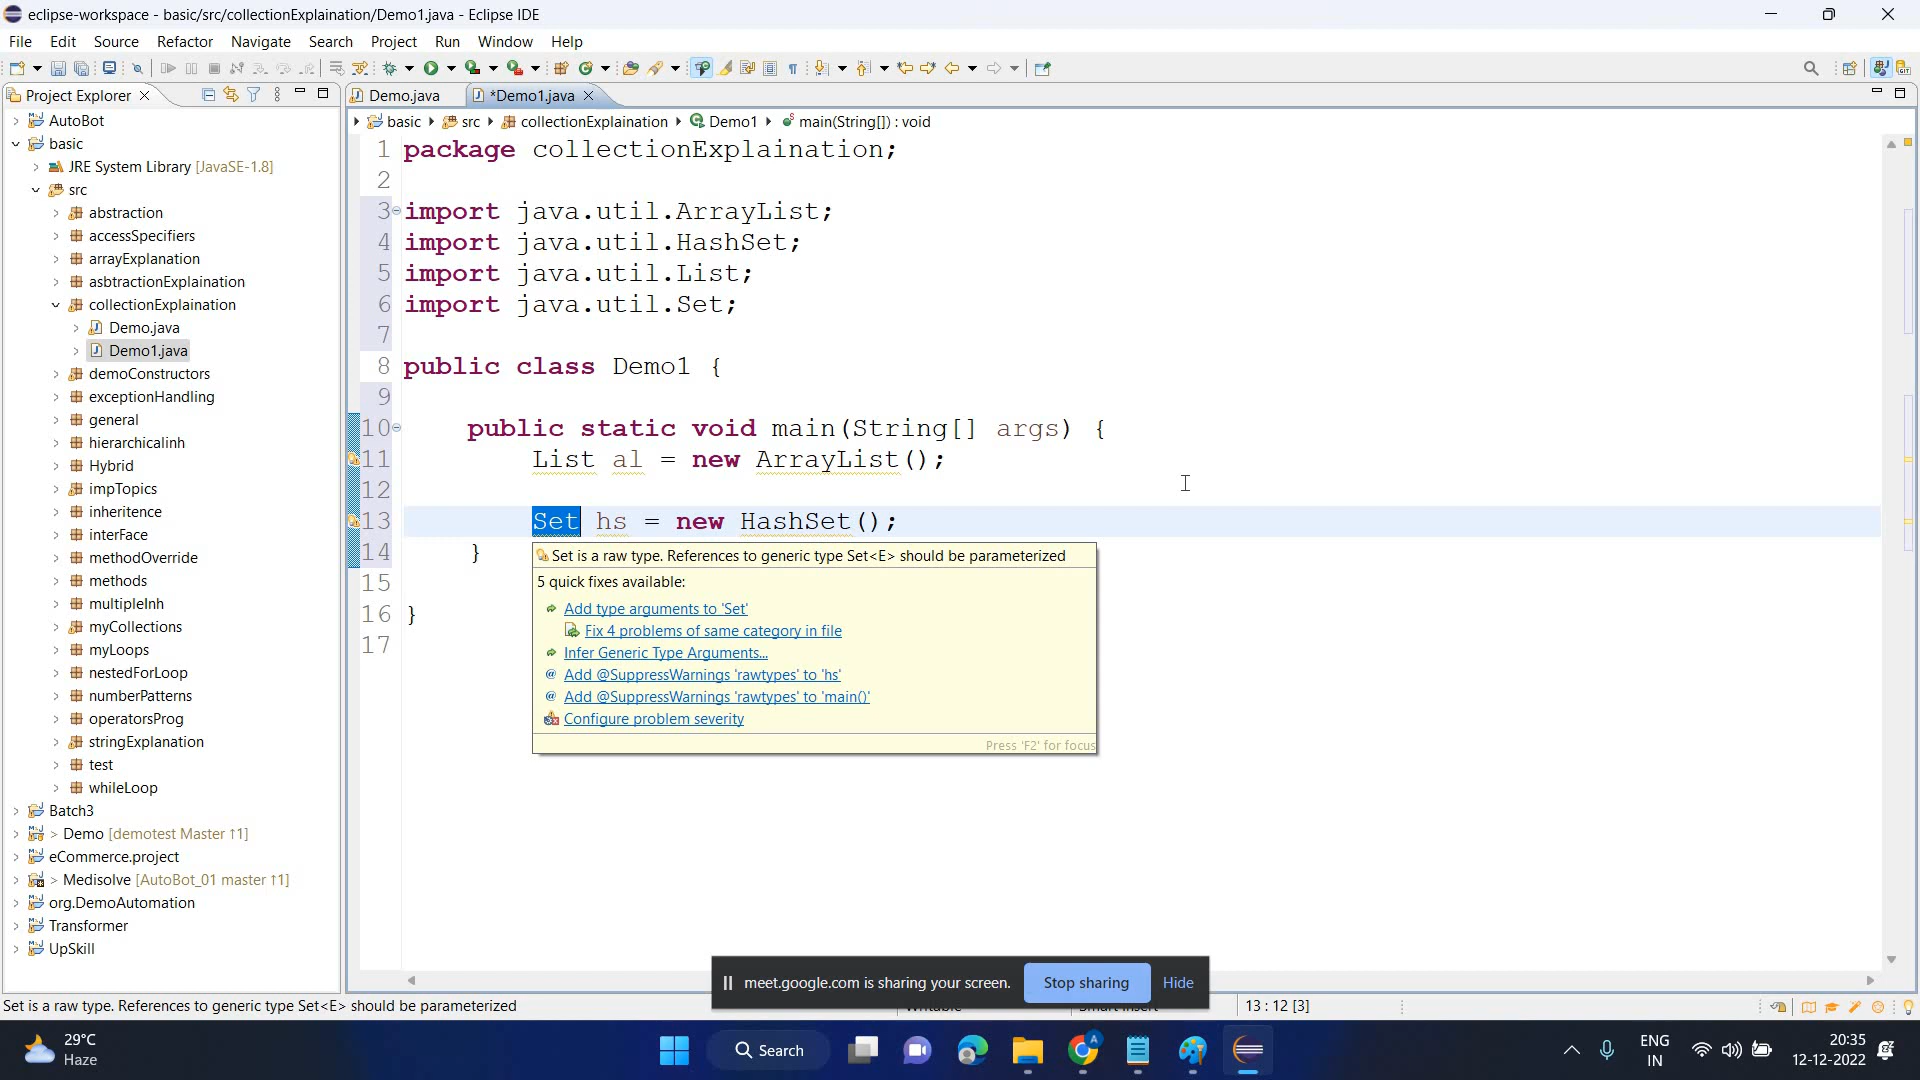 eclipse-workspace - basic/src/collectionExplaination/Demo1.java - Eclipse IDE
File Edit Source Refactor Navigate Search Project Run Window Help
Project Explorer
Demo.java
*Demo1.java
AutoBot
basic
JRE System Library [JavaSE-1.8]
src
abstraction
accessSpecifiers
arrayExplanation
asbtractionExplaination
collectionExplaination
Demo.java
Demo1.java
demoConstructors
exceptionHandling
general
hierarchicalinh
Hybrid
impTopics
inheritence
interFace
methodOverride
methods
multipleInh
myCollections
myLoops
nestedForLoop
numberPatterns
operatorsProg
stringExplanation
test
whileLoop
Batch3
> Demo [demotest Master ↑1]
eCommerce.project
> Medisolve [AutoBot_01 master ↑1]
org.DemoAutomation
Transformer
UpSkill
basic src collectionExplaination Demo1 main(String[]) : void
1 package collectionExplaination;
2
3 import java.util.ArrayList;
4 import java.util.HashSet;
5 import java.util.List;
6 import java.util.Set;
7
8 public class Demo1 {
9
10 public static void main(String[] args) {
11 List al = new ArrayList();
12
13 Set hs = new HashSet();
14 }
15
16 }
17
Set is a raw type. References to generic type Set<E> should be parameterized
5 quick fixes available:
Add type arguments to 'Set'
Fix 4 problems of same category in file
Infer Generic Type Arguments...
Add @SuppressWarnings 'rawtypes' to 'hs'
Add @SuppressWarnings 'rawtypes' to 'main()'
Configure problem severity
Press 'F2' for focus
meet.google.com is sharing your screen. Stop sharing Hide
Set is a raw type. References to generic type Set<E> should be parameterized
13 : 12 [3]
29°C
Haze
Search
ENG
IN
20:35
12-12-2022